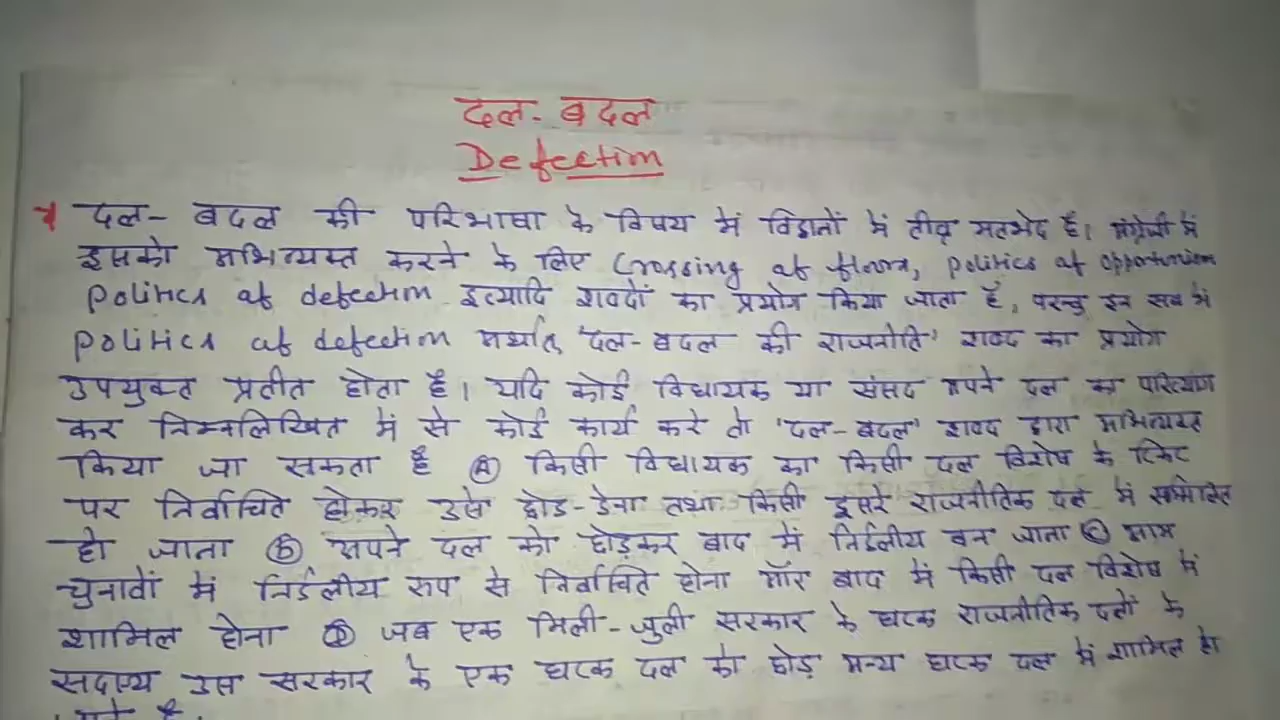 दल-बदल
Defection
दल-बदल की परिभाषा के विषय में विद्वानों में तीव्र मतभेद है। अंग्रेजी में
इसको अभिव्यक्त करने के लिए Crossing of floors, politics of opportunism
politics of defection इत्यादि शब्दों का प्रयोग किया जाता है, परन्तु इन सब में
politics of defection अर्थात् 'दल-बदल की राजनीति' शब्द का प्रयोग
उपयुक्त प्रतीत होता है। यदि कोई विधायक या संसद अपने दल का परित्याग
कर निम्नलिखित में से कोई कार्य करे तो 'दल-बदल' शब्द द्वारा अभिव्यक्त
किया जा सकता है (A) किसी विधायक का किसी दल विशेष के टिकट
पर निर्वाचित होकर उसे छोड़-देना तथा किसी दूसरे राजनीतिक दल में सम्मिलित
हो जाना (B) अपने दल को छोड़कर बाद में निर्दलीय बन जाना (C) आम
चुनावों में निर्दलीय रूप से निर्वाचित होना और बाद में किसी दल विशेष में
शामिल होना (D) जब एक मिली-जुली सरकार के घटक राजनीतिक दलों के
सदस्य उस सरकार के एक घटक दल को छोड़ अन्य घटक दल में शामिल हो